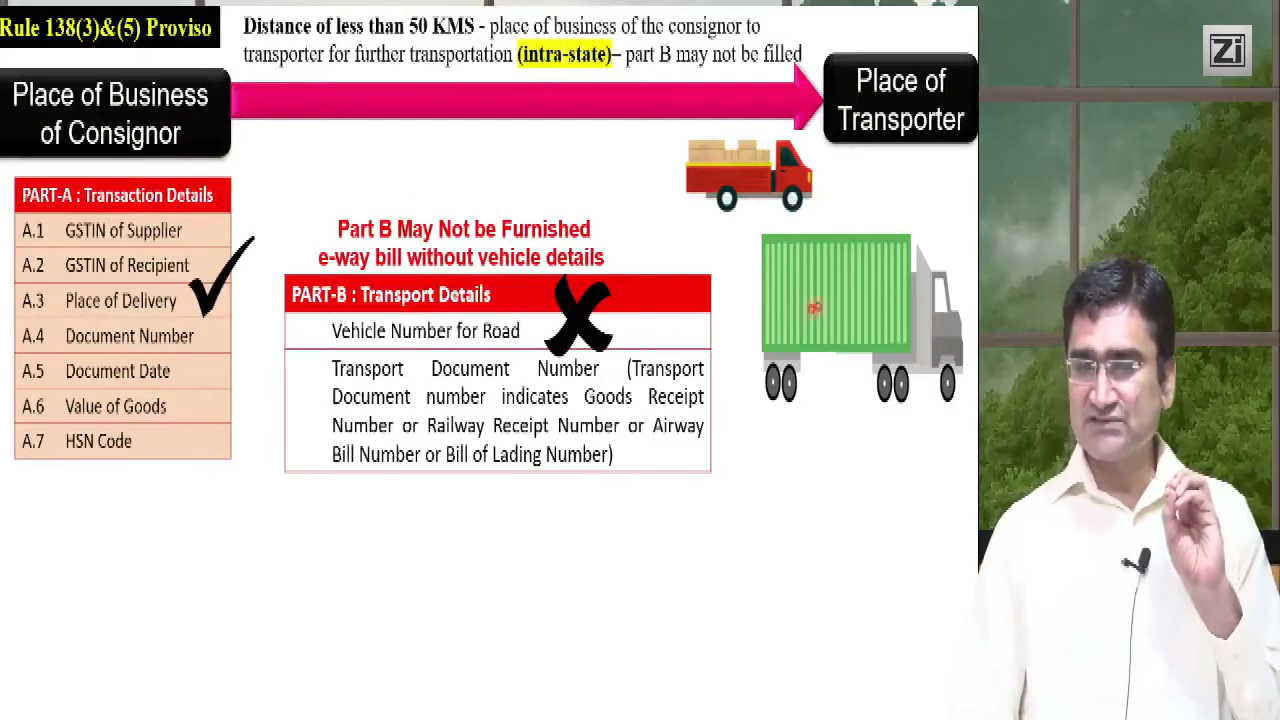 Rule 138(3)&(5) Proviso
Distance of less than 50 KMS - place of business of the consignor to
transporter for further transportation (intra-state)– part B may not be filled
Place of Business
of Consignor
Place of
Transporter
Zi
PART-A : Transaction Details
A.1 GSTIN of Supplier
A.2 GSTIN of Recipient
A.3 Place of Delivery
A.4 Document Number
A.5 Document Date
A.6 Value of Goods
A.7 HSN Code
Part B May Not be Furnished
e-way bill without vehicle details
PART-B : Transport Details
Vehicle Number for Road
Transport Document Number (Transport
Document number indicates Goods Receipt
Number or Railway Receipt Number or Airway
Bill Number or Bill of Lading Number)